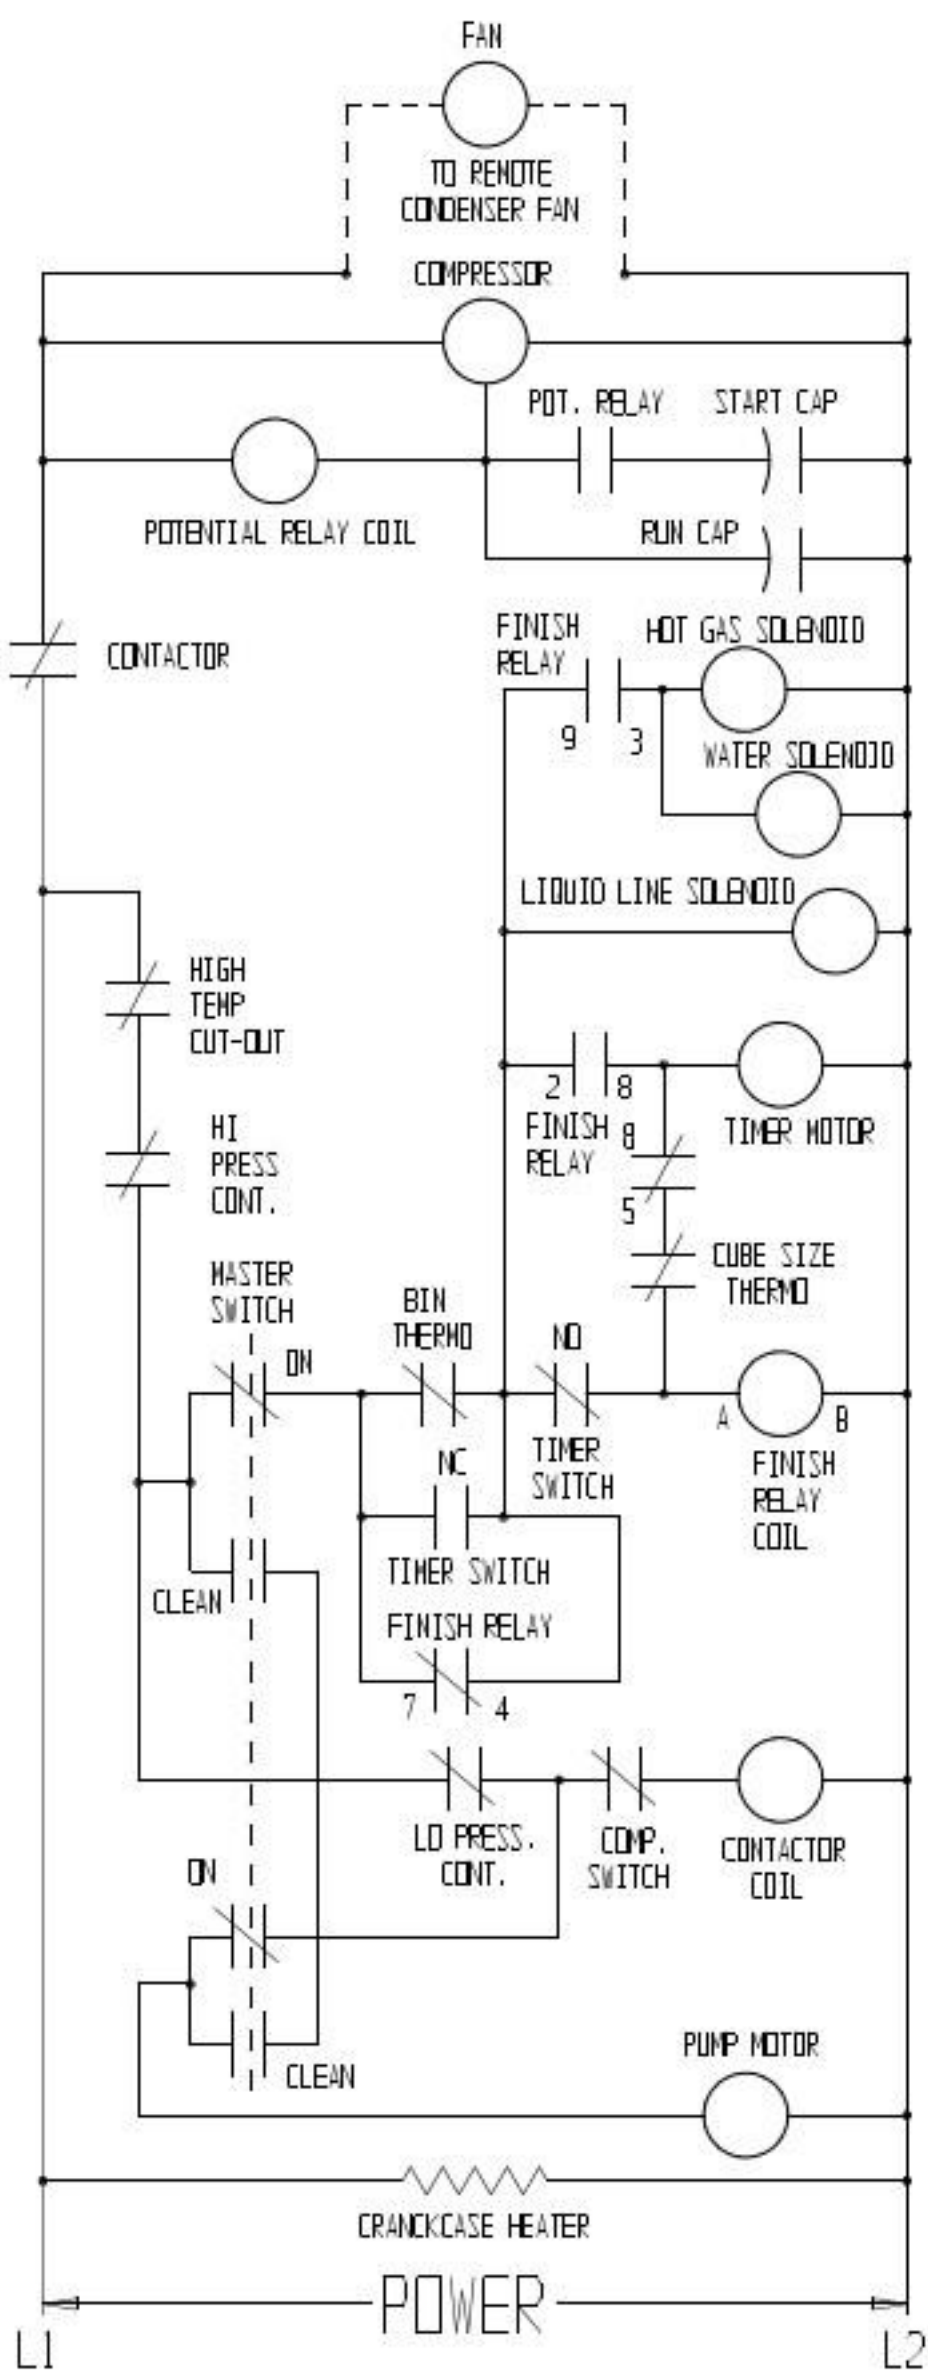 FAN
TO REMOTE
CONDENSER FAN
COMPRESSOR
POT. RELAY
START CAP
POTENTIAL RELAY COIL
RUN CAP
CONTACTOR
FINISH
RELAY
9
3
HOT GAS SOLENOID
WATER SOLENOID
LIQUID LINE SOLENOID
HIGH
TEMP
CUT-OUT
2
8
FINISH
RELAY
TIMER MOTOR
8
5
HI
PRESS
CONT.
CUBE SIZE
THERMO
MASTER
SWITCH
ON
BIN
THERMO
NO
TIMER
SWITCH
A
B
FINISH
RELAY
COIL
NC
TIMER SWITCH
CLEAN
FINISH RELAY
7
4
LO PRESS.
CONT.
COMP.
SWITCH
CONTACTOR
COIL
ON
CLEAN
PUMP MOTOR
CRANCKCASE HEATER
POWER
L1
L2